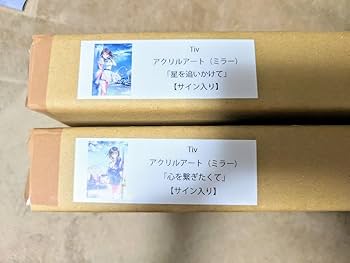 Tiv
アクリルアート（ミラー）
「星を追いかけて」
【サイン入り】
Tiv
アクリルアート（ミラー）
「心を繋ぎたくて」
【サイン入り】